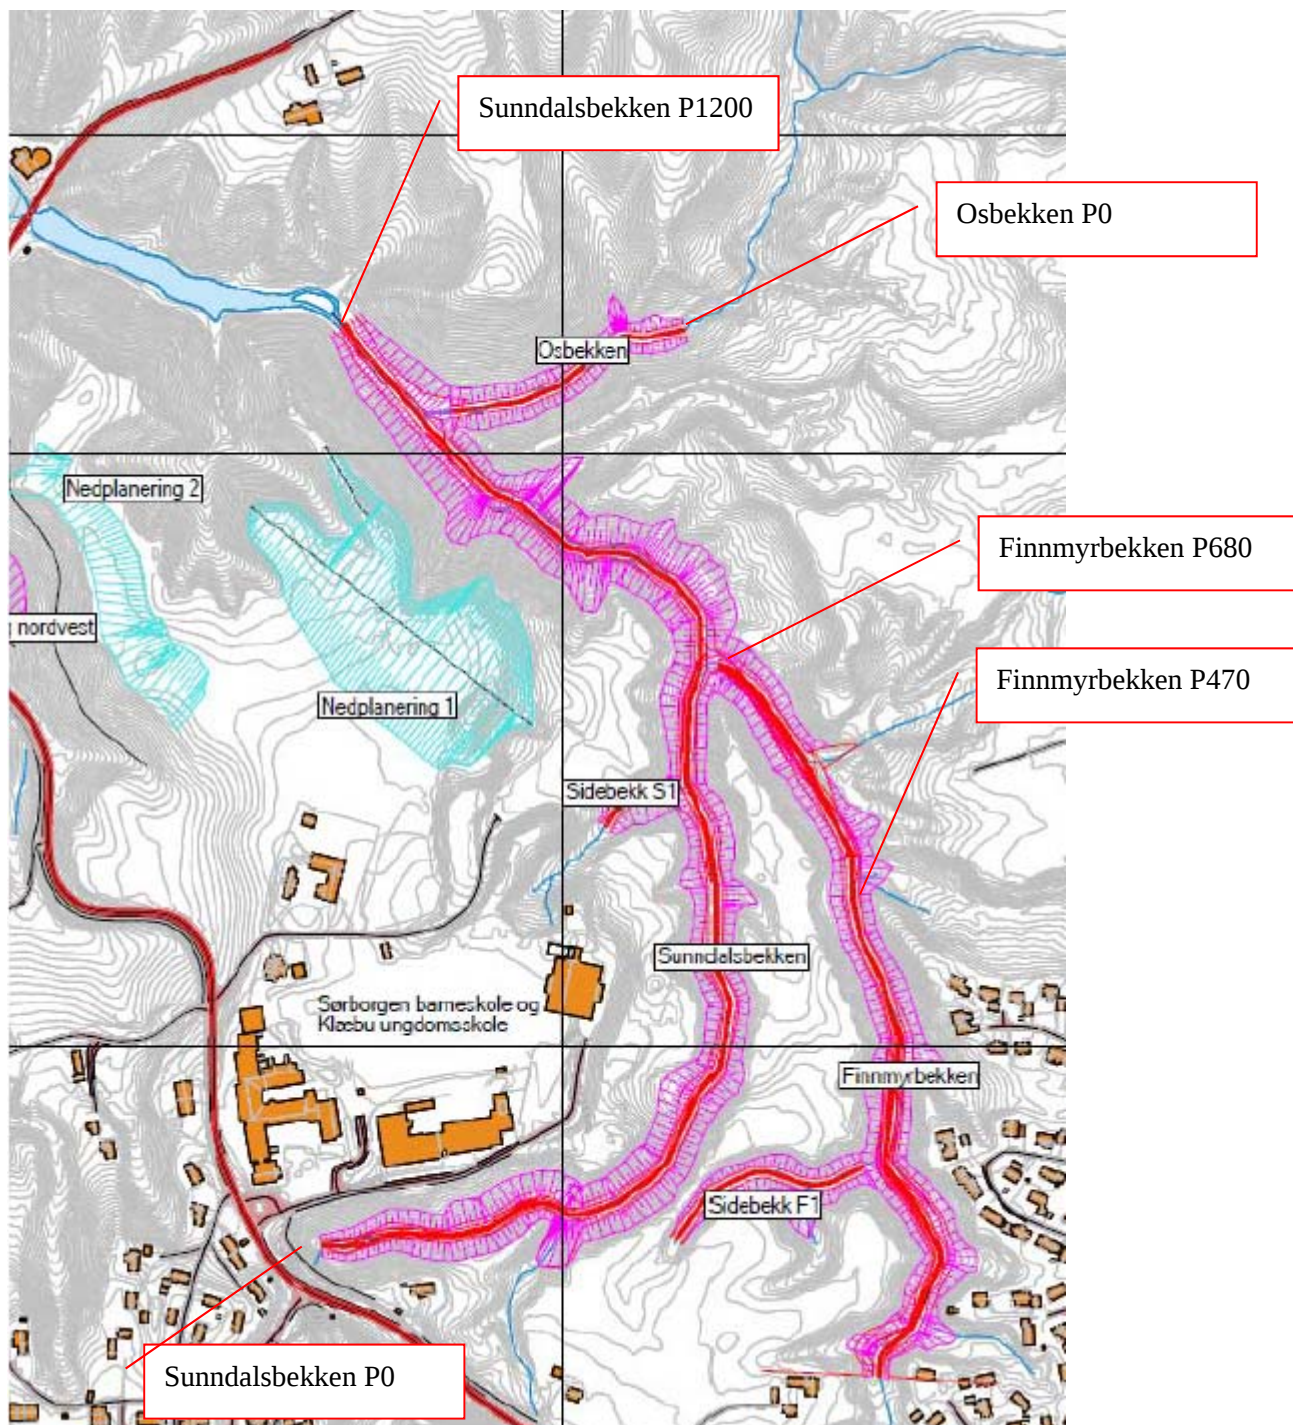 Sunndalsbekken P1200
Osbekken P0
Osbekken
Nedplanering 2
Finnmyrbekken P680
nordvest
Finnmyrbekken P470
Nedplanering 1
Sidebekk S1
Sunndalsbekken
Sørborgen barneskole og
Klæbu ungdomsskole
Finnmyrbekken
Sidebekk F1
Sunndalsbekken P0